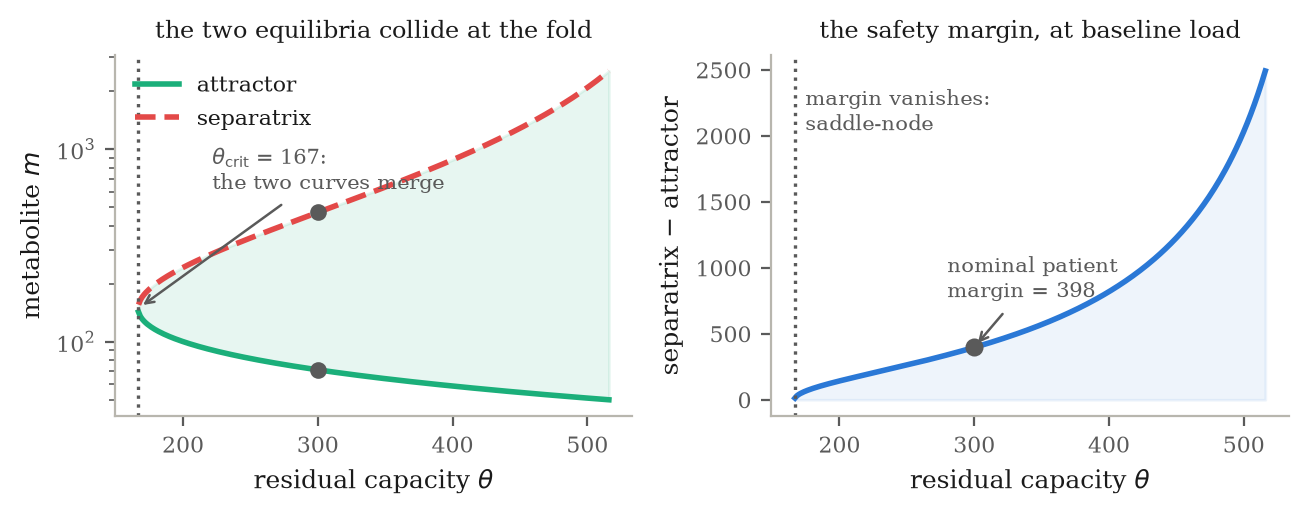 the two equilibria collide at the fold
attractor
separatrix
θcrit = 167:
the two curves merge
10³
10²
metabolite m
200
300
400
500
residual capacity θ
the safety margin, at baseline load
margin vanishes:
saddle-node
nominal patient
margin = 398
2500
2000
1500
1000
500
0
separatrix − attractor
200
300
400
500
residual capacity θ